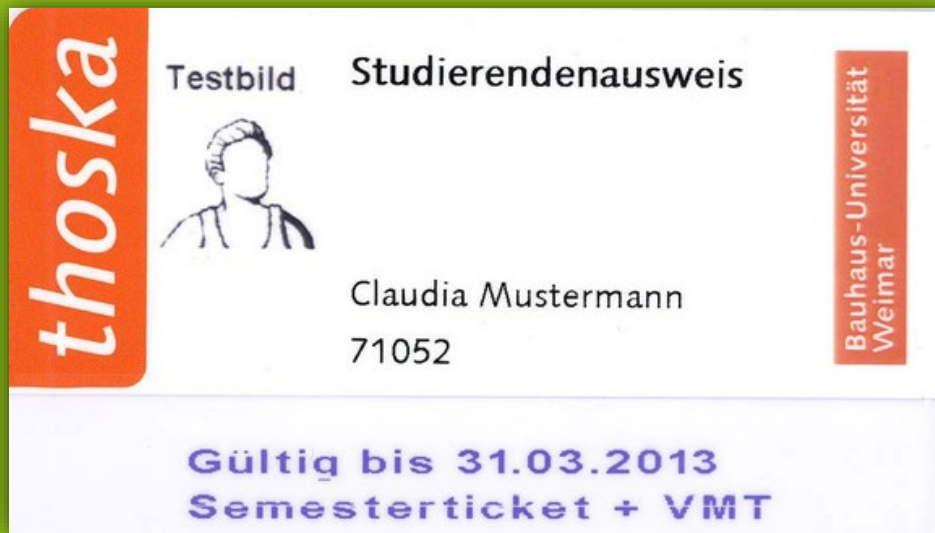 thoska
Testbild
Studierendenausweis
Claudia Mustermann
71052
Bauhaus-Universität
Weimar
Gültig bis 31.03.2013
Semesterticket + VMT